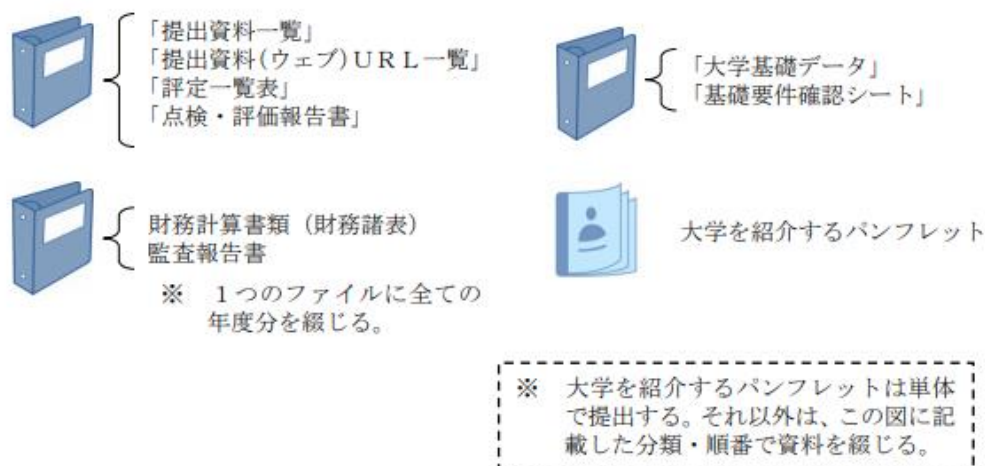 「提出資料一覧」
「提出資料(ウェブ)ＵＲＬ一覧」
「評定一覧表」
「点検・評価報告書」
「大学基礎データ」
「基礎要件確認シート」
財務計算書類（財務諸表）
監査報告書
※　１つのファイルに全ての
年度分を綴じる。
大学を紹介するパンフレット
※　大学を紹介するパンフレットは単体
で提出する。それ以外は、この図に記
載した分類・順番で資料を綴じる。